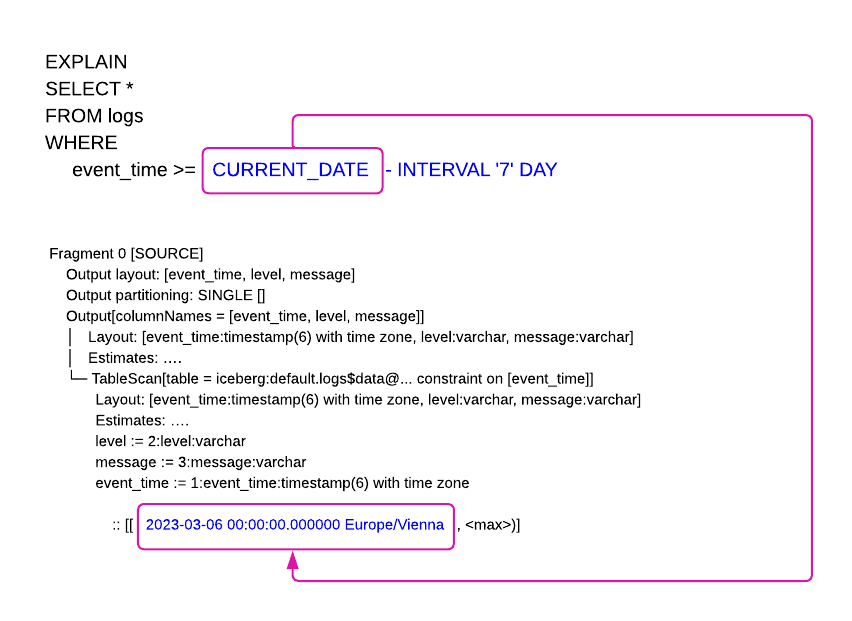 EXPLAIN
SELECT *
FROM logs
WHERE
event_time >= CURRENT_DATE - INTERVAL '7' DAY
Fragment 0 [SOURCE]
Output layout: [event_time, level, message]
Output partitioning: SINGLE []
Output[columnNames = [event_time, level, message]]
Layout: [event_time:timestamp(6) with time zone, level:varchar, message:varchar]
Estimates: ....
TableScan[table = iceberg:default.logs$data@... constraint on [event_time]]
Layout: [event_time:timestamp(6) with time zone, level:varchar, message:varchar]
Estimates: ....
level := 2:level:varchar
message := 3:message:varchar
event_time := 1:event_time:timestamp(6) with time zone
:: [[ 2023-03-06 00:00:00.000000 Europe/Vienna , <max>)]